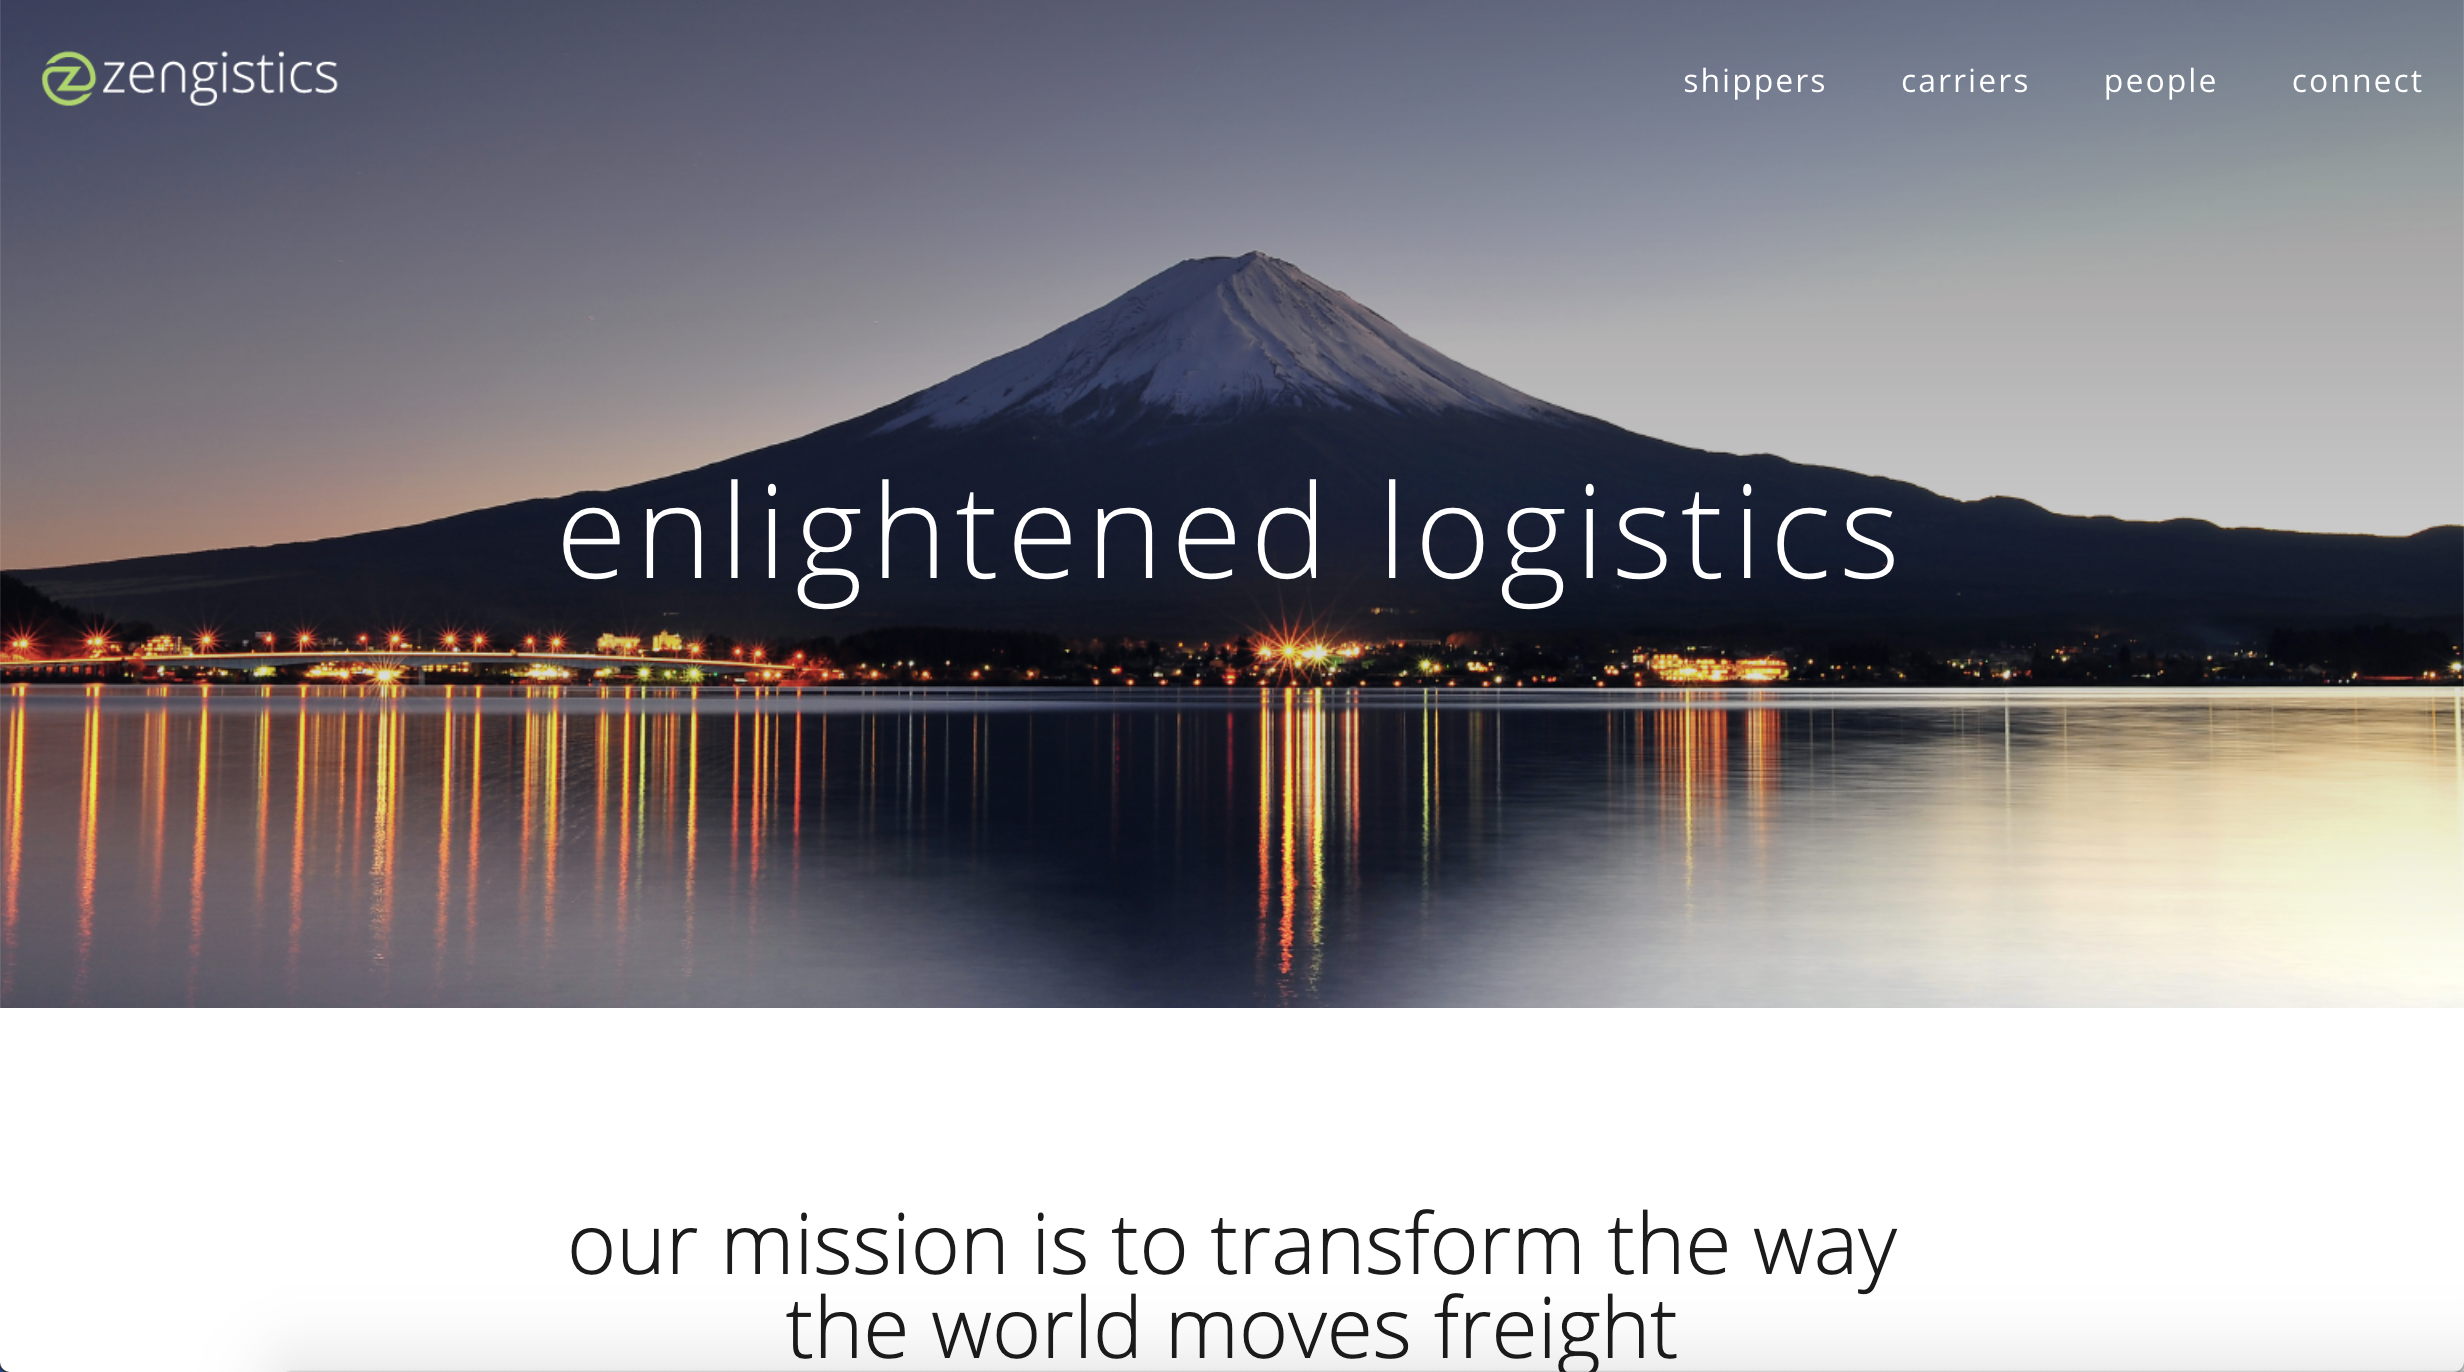 zengistics
shippers carriers people connect
enlightened logistics
our mission is to transform the way
the world moves freight